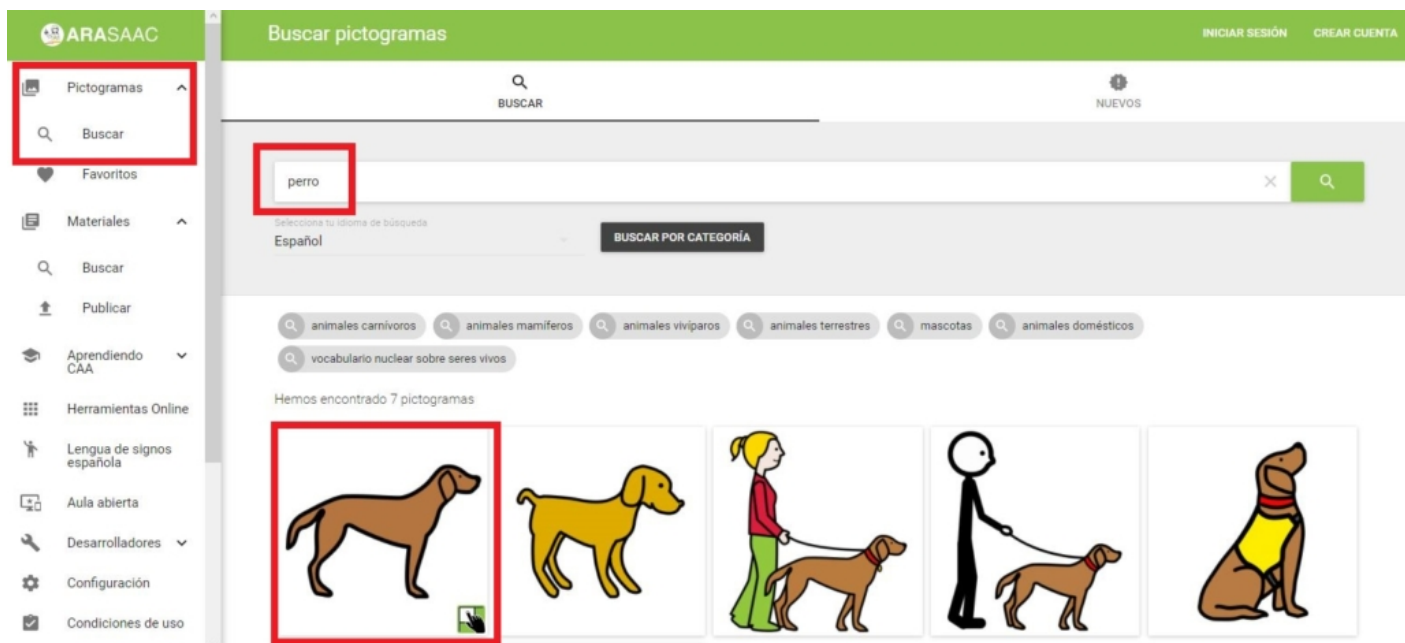 ARASAAC
Pictogramas
Buscar
Favoritos
Materiales
Buscar
Publicar
Aprendiendo
CAA
Herramientas Online
Lengua de signos
española
Aula abierta
Desarrolladores
Configuración
Condiciones de uso
Buscar pictogramas
INICIAR SESIÓN
CREAR CUENTA
BUSCAR
NUEVOS
perro
Selecciona tu idioma de búsqueda
Español
BUSCAR POR CATEGORÍA
animales carnívoros
animales mamíferos
animales vivíparos
animales terrestres
mascotas
animales domésticos
vocabulario nuclear sobre seres vivos
Hemos encontrado 7 pictogramas